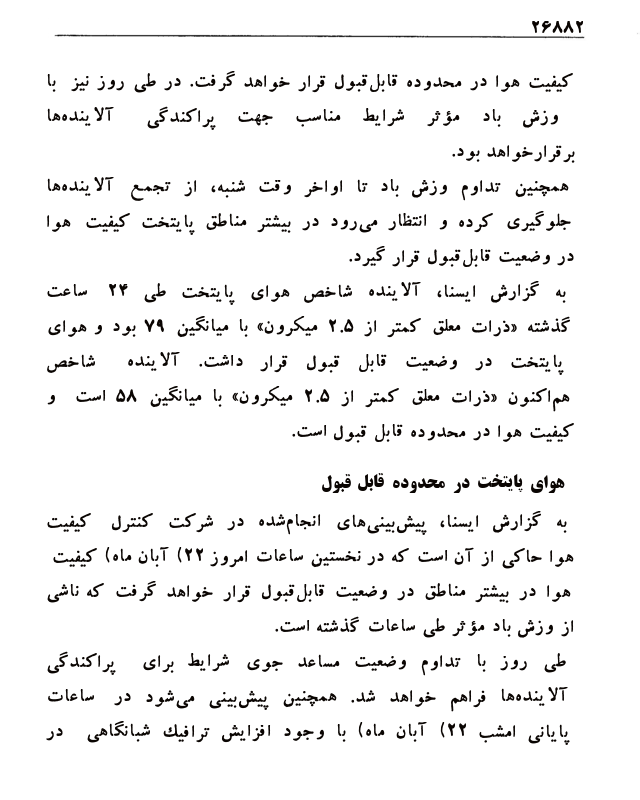 ۲۶۸۸۲
کیفیت هوا در محدوده قابل‌قبول قرار خواهد گرفت. در طی روز نیز با
وزش باد مؤثر شرایط مناسب جهت پراکندگی آلاینده‌ها
برقرارخواهد بود.
همچنین تداوم وزش باد تا اواخر وقت شنبه، از تجمع آلاینده‌ها
جلوگیری کرده و انتظار می‌رود در بیشتر مناطق پایتخت کیفیت هوا
در وضعیت قابل‌قبول قرار گیرد.
به گزارش ایسنا، آلاینده شاخص هوای پایتخت طی ۲۴ ساعت
گذشته «ذرات معلق کمتر از ۲.۵ میکرون» با میانگین ۷۹ بود و هوای
پایتخت در وضعیت قابل قبول قرار داشت. آلاینده شاخص
هم‌اکنون «ذرات معلق کمتر از ۲.۵ میکرون» با میانگین ۵۸ است و
کیفیت هوا در محدوده قابل قبول است.
هوای پایتخت در محدوده قابل قبول
به گزارش ایسنا، پیش‌بینی‌های انجام‌شده در شرکت کنترل کیفیت
هوا حاکی از آن است که در نخستین ساعات امروز ۲۲) آبان ماه) کیفیت
هوا در بیشتر مناطق در وضعیت قابل‌قبول قرار خواهد گرفت که ناشی
از وزش باد مؤثر طی ساعات گذشته است.
طی روز با تداوم وضعیت مساعد جوی شرایط برای پراکندگی
آلاینده‌ها فراهم خواهد شد. همچنین پیش‌بینی می‌شود در ساعات
پایانی امشب ۲۲) آبان ماه) با وجود افزایش ترافیك شبانگاهی در